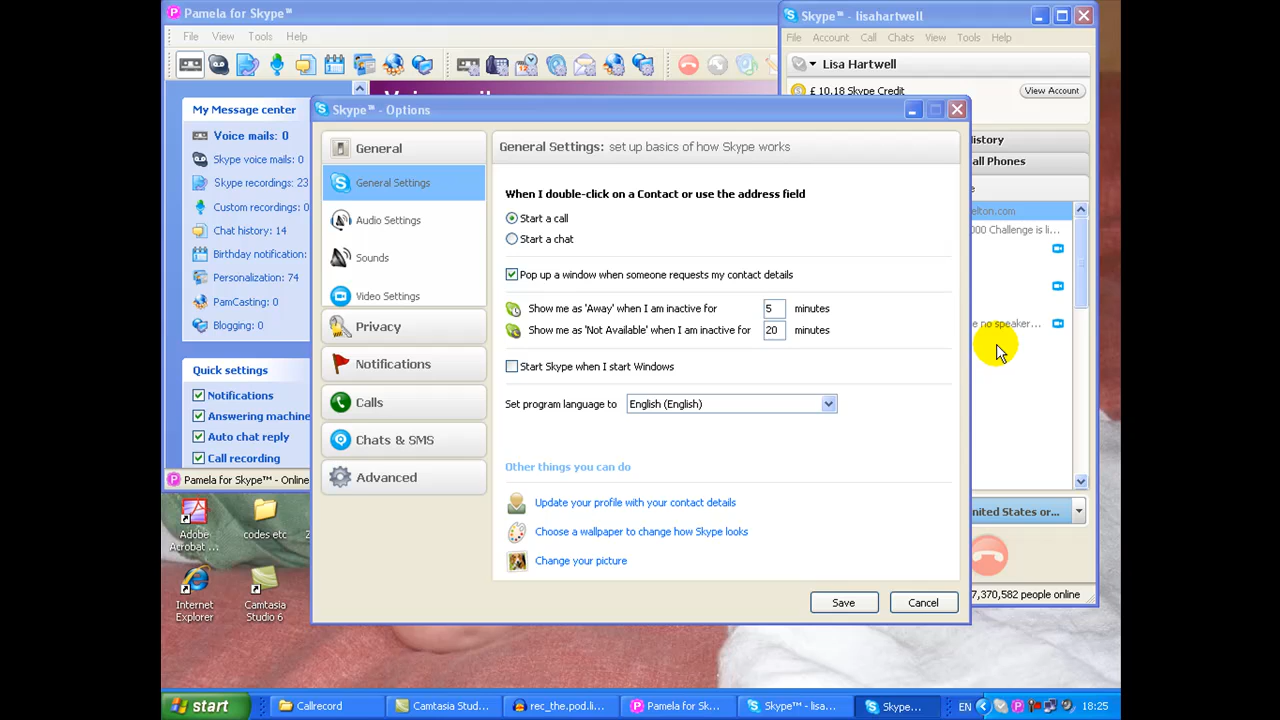 Pamela for Skype™
File View Tools Help
My Message center
Voice mails: 0
Skype voice mails: 0
Skype recordings: 23
Custom recordings: 0
Chat history: 14
Birthday notification:
Personalization: 74
PamCasting: 0
Blogging: 0
Quick settings
Notifications
Answering machine
Auto chat reply
Call recording
Pamela for Skype™ - Online
Skype™ - lisahartwell
File Account Call Chats View Tools Help
Lisa Hartwell
£ 10.18 Skype Credit
View Account
History
all Phones
elton.com
000 Challenge is li...
e no speaker...
nited States or...
7,370,582 people online
Skype™ - Options
General
General Settings
Audio Settings
Sounds
Video Settings
Privacy
Notifications
Calls
Chats & SMS
Advanced
General Settings: set up basics of how Skype works
When I double-click on a Contact or use the address field
Start a call
Start a chat
Pop up a window when someone requests my contact details
Show me as 'Away' when I am inactive for 5 minutes
Show me as 'Not Available' when I am inactive for 20 minutes
Start Skype when I start Windows
Set program language to English (English)
Other things you can do
Update your profile with your contact details
Choose a wallpaper to change how Skype looks
Change your picture
Save
Cancel
Adobe Acrobat ...
codes etc
Internet Explorer
Camtasia Studio 6
start
Callrecord
Camtasia Stud...
rec_the.pod.li...
Pamela for Sk...
Skype™ - lisa...
Skype...
EN
18:25